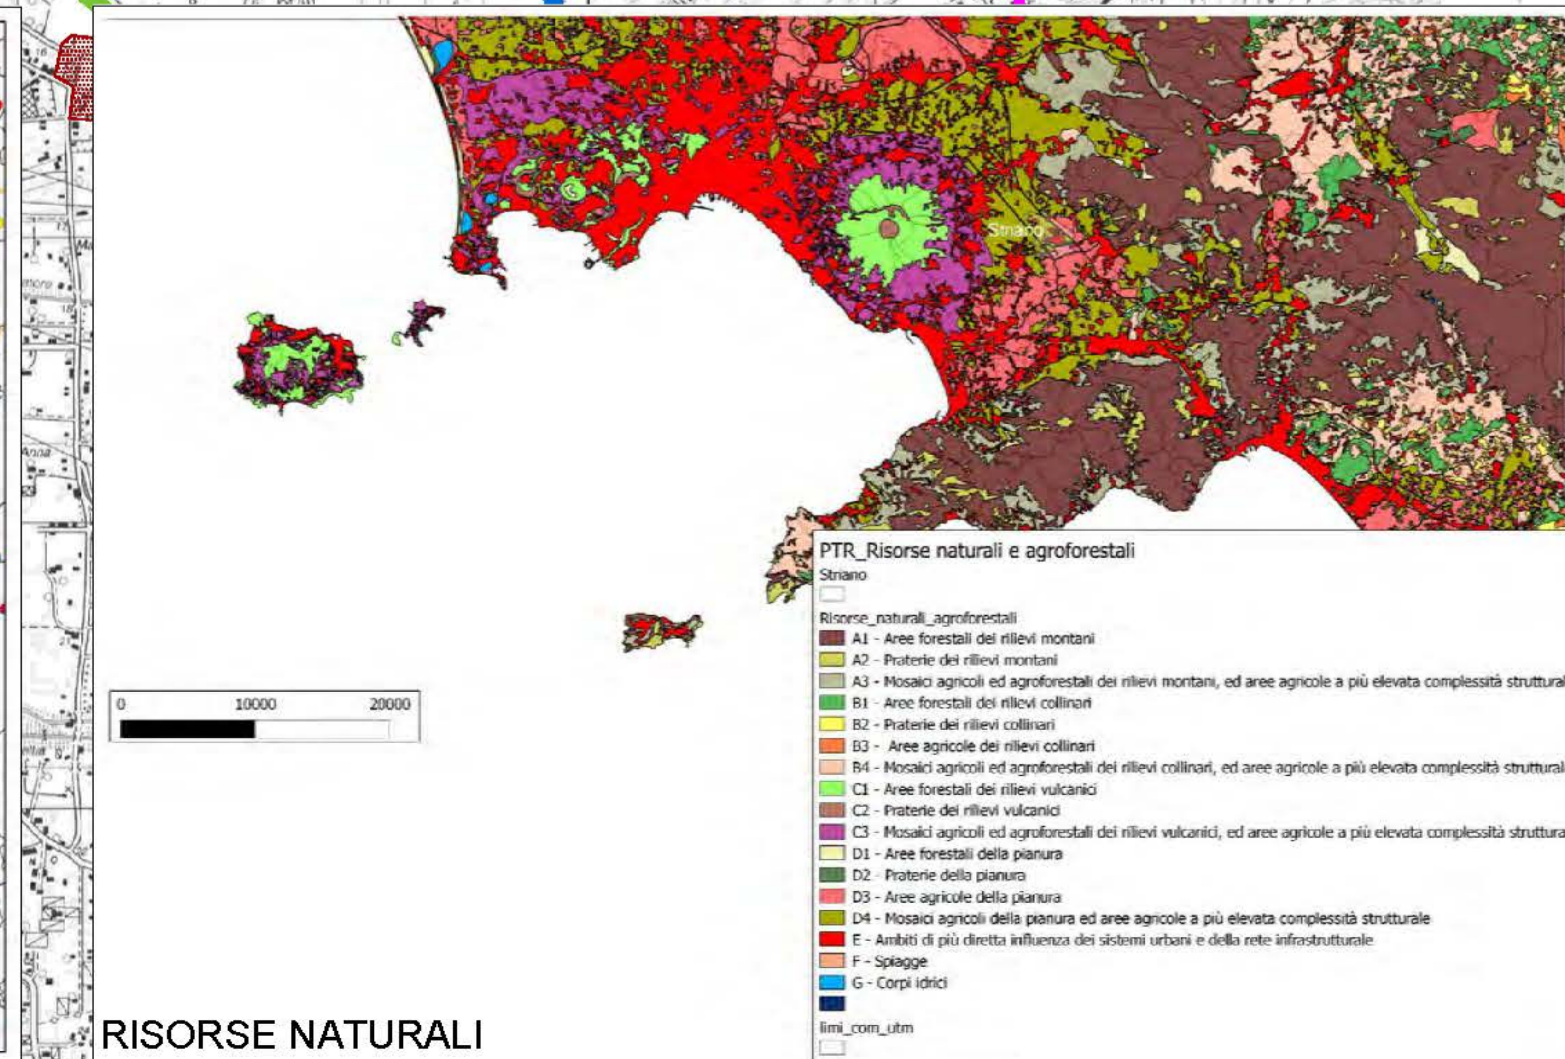 Striano
PTR_Risorse naturali e agroforestali
Striano
Risorse_naturali_agroforestali
A1 - Aree forestali dei rilievi montani
A2 - Praterie dei rilievi montani
A3 - Mosaici agricoli ed agroforestali dei rilievi montani, ed aree agricole a più elevata complessità struttural
B1 - Aree forestali dei rilievi collinari
B2 - Praterie dei rilievi collinari
B3 - Aree agricole dei rilievi collinari
B4 - Mosaici agricoli ed agroforestali dei rilievi collinari, ed aree agricole a più elevata complessità struttural
C1 - Aree forestali dei rilievi vulcanici
C2 - Praterie dei rilievi vulcanici
C3 - Mosaici agricoli ed agroforestali dei rilievi vulcanici, ed aree agricole a più elevata complessità struttura
D1 - Aree forestali della pianura
D2 - Praterie della pianura
D3 - Aree agricole della pianura
D4 - Mosaici agricoli della pianura ed aree agricole a più elevata complessità strutturale
E - Ambiti di più diretta influenza dei sistemi urbani e della rete infrastrutturale
F - Spiagge
G - Corpi idrici
limi_com_utm
0 10000 20000
RISORSE NATURALI
16
17
18
Anna
21